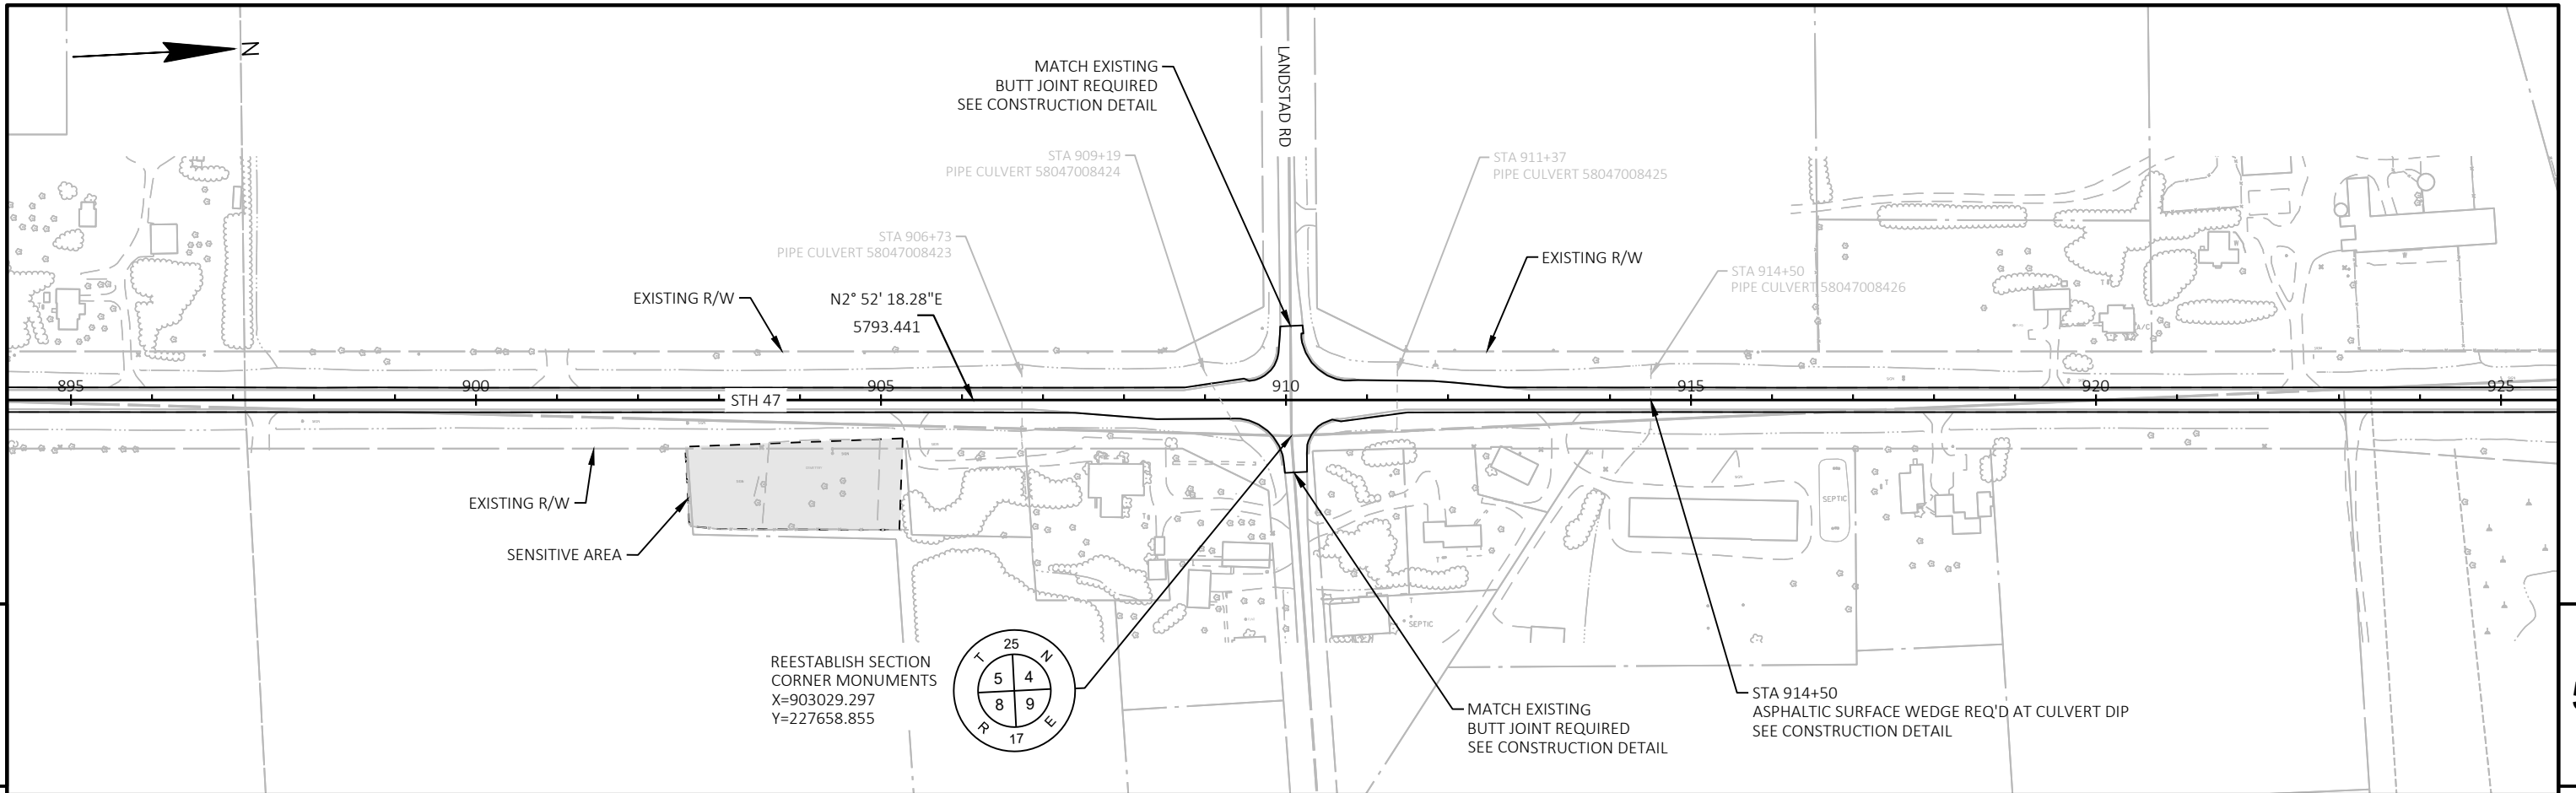 N
LANDSTAD RD
MATCH EXISTING
BUTT JOINT REQUIRED
SEE CONSTRUCTION DETAIL
STA 909+19
PIPE CULVERT 58047008424
STA 911+37
PIPE CULVERT 58047008425
STA 906+73
PIPE CULVERT 58047008423
EXISTING R/W
STA 914+50
PIPE CULVERT 58047008426
EXISTING R/W
N2° 52' 18.28"E
5793.441
A/C
W
W
895
900
905
910
915
920
925
STH 47
EXISTING R/W
SENSITIVE AREA
SEPTIC
SEPTIC
REESTABLISH SECTION
CORNER MONUMENTS
X=903029.297
Y=227658.855
25
T N
5 4
8 9
R E
17
MATCH EXISTING
BUTT JOINT REQUIRED
SEE CONSTRUCTION DETAIL
STA 914+50
ASPHALTIC SURFACE WEDGE REQ'D AT CULVERT DIP
SEE CONSTRUCTION DETAIL